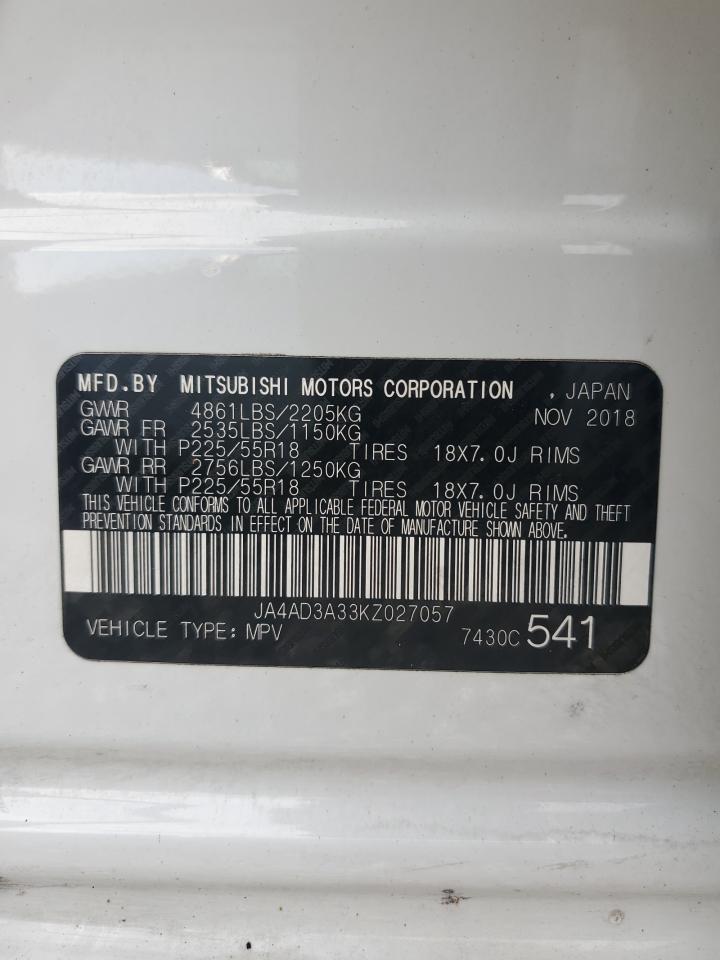 MFD.BY MITSUBISHI MOTORS CORPORATION , JAPAN
GVWR 4861LBS/2205KG NOV 2018
GAWR FR 2535LBS/1150KG
WITH P225/55R18 TIRES 18X7.0J RIMS
GAWR RR 2756LBS/1250KG
WITH P225/55R18 TIRES 18X7.0J RIMS
THIS VEHICLE CONFORMS TO ALL APPLICABLE FEDERAL MOTOR VEHICLE SAFETY AND THEFT
PREVENTION STANDARDS IN EFFECT ON THE DATE OF MANUFACTURE SHOWN ABOVE.
JA4AD3A33KZ027057
VEHICLE TYPE: MPV 7430C 541